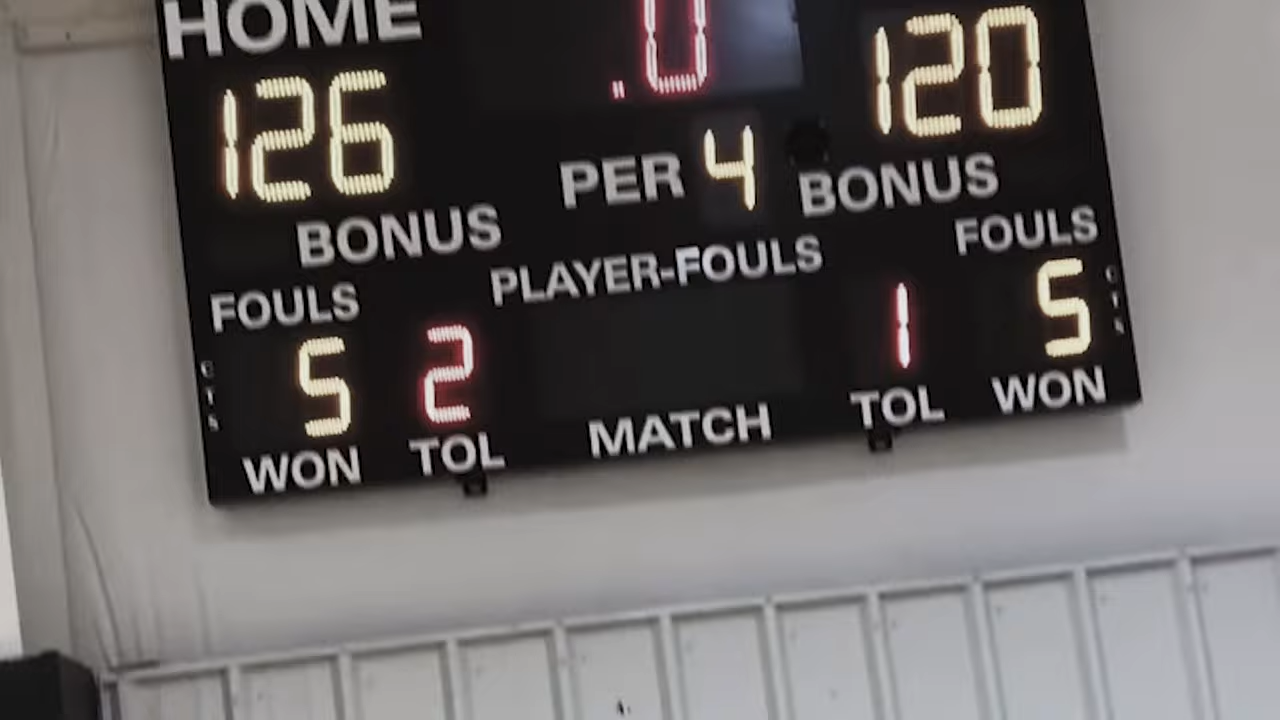 HOME
126 .0 120
PER 4
BONUS BONUS
PLAYER-FOULS
FOULS FOULS
5 2 1 5
WON TOL MATCH TOL WON